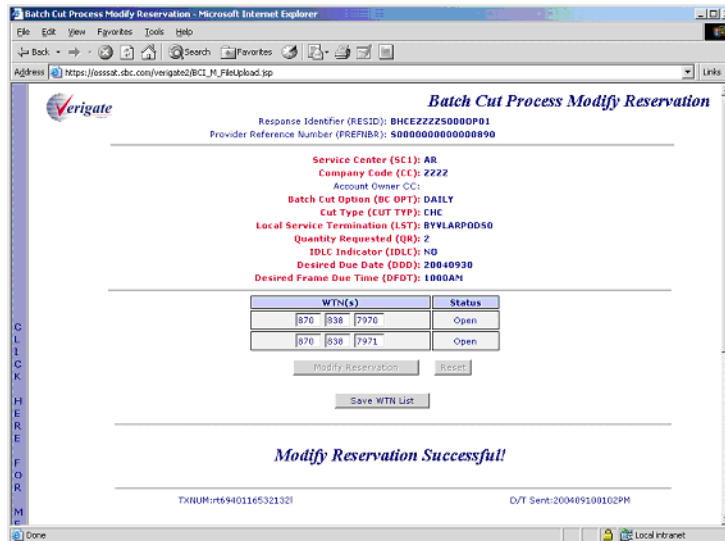 Batch Cut Process Modify Reservation - Microsoft Internet Explorer
File Edit View Favorites Tools Help
Back Search Favorites
Address https://osssat.sbc.com/verigate2/BCI_M_FileUpload.jsp Links
Verigate
Batch Cut Process Modify Reservation
Response Identifier (RESID): BHCEZZZZS000OP01
Provider Reference Number (PREFNBR): S0000000000000890
Service Center (SC1): AR
Company Code (CC): ZZZZ
Account Owner CC:
Batch Cut Option (BC OPT): DAILY
Cut Type (CUT TYP): CHC
Local Service Termination (LST): BYVLARPODS0
Quantity Requested (QR): 2
IDLC Indicator (IDLC): NO
Desired Due Date (DDD): 20040930
Desired Frame Due Time (DFDT): 1000AM
WTN(s) Status
870 838 7970 Open
870 838 7971 Open
Modify Reservation Reset
Save WTN List
Modify Reservation Successful!
TXNUM:rt6940116532132l D/T Sent:200409100102PM
CLICK HERE FOR ME
Done Local intranet